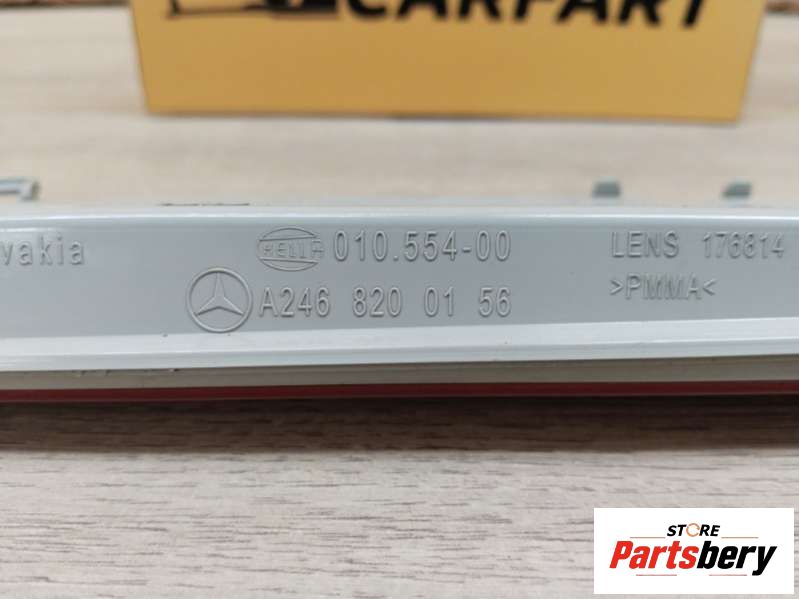 CARPART
vakia
HELLA 010.554-00
A246 820 01 56
LENS 176814
>PMMA<
STORE
Partsbery